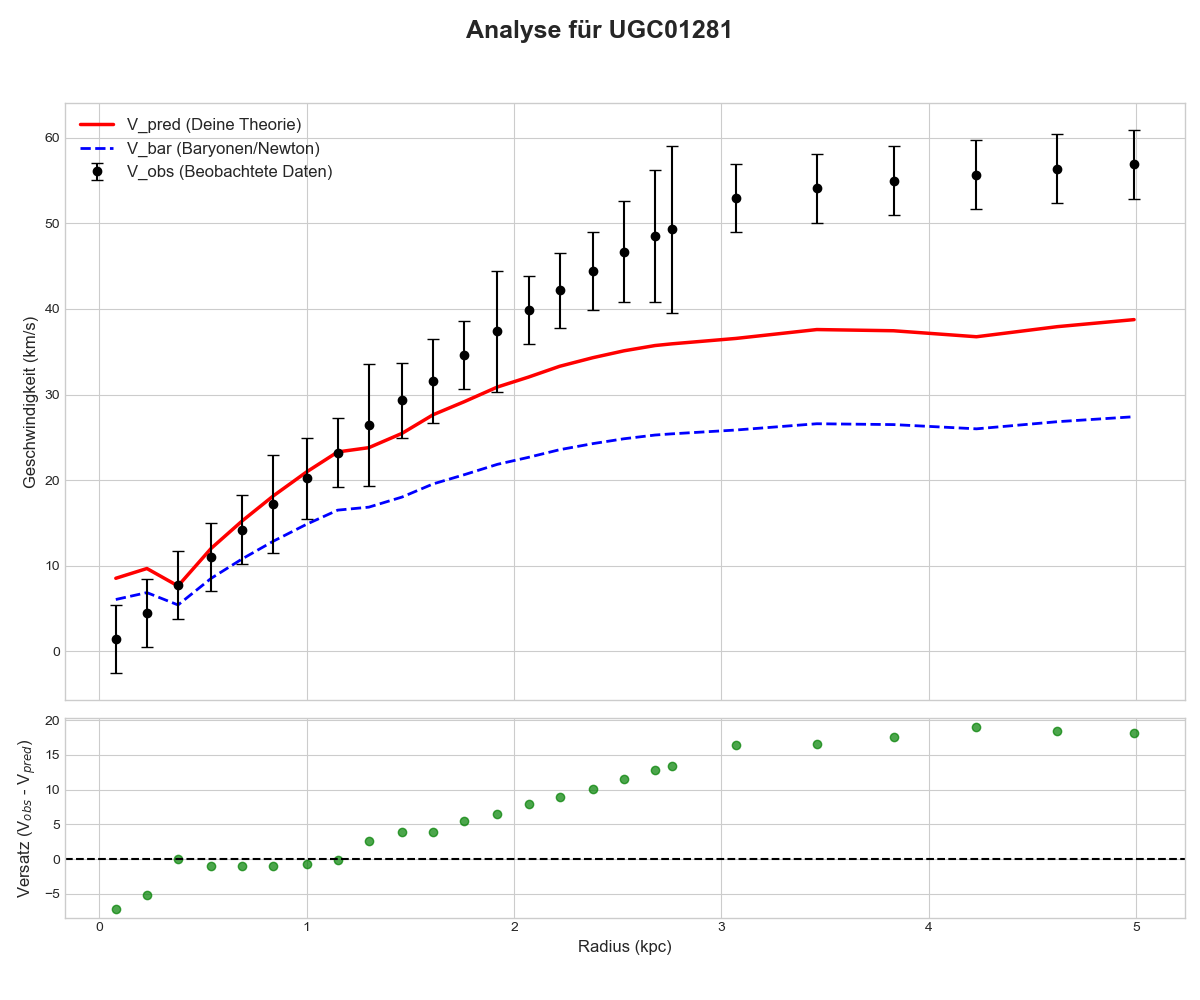 Analyse für UGC01281
V_pred (Deine Theorie)
V_bar (Baryonen/Newton)
V_obs (Beobachtete Daten)
Geschwindigkeit (km/s)
60
50
40
30
20
10
0
Versatz (V_obs - V_pred)
20
15
10
5
0
−5
0 1 2 3 4 5
Radius (kpc)